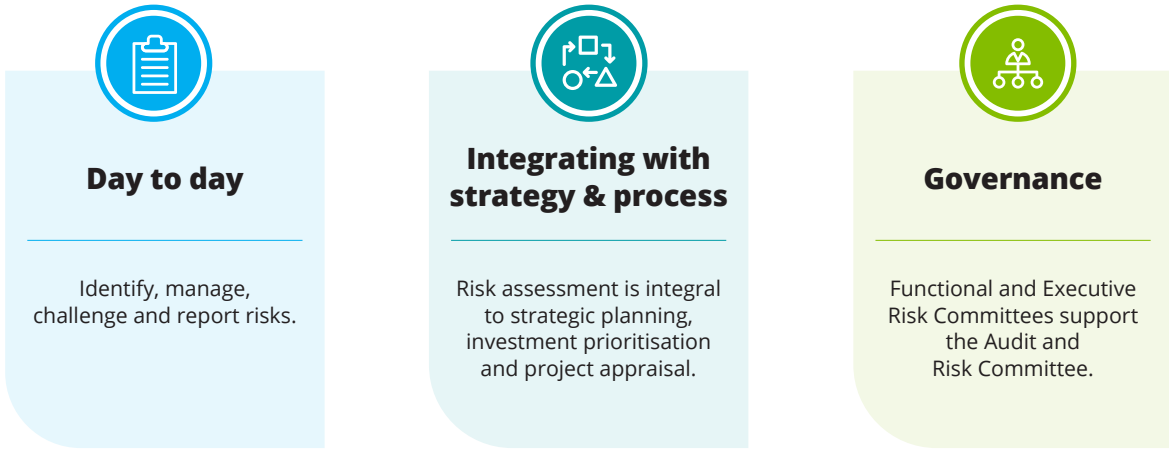 Day to day
Identify, manage,
challenge and report risks.
Integrating with
strategy & process
Risk assessment is integral
to strategic planning,
investment prioritisation
and project appraisal.
Governance
Functional and Executive
Risk Committees support
the Audit and
Risk Committee.